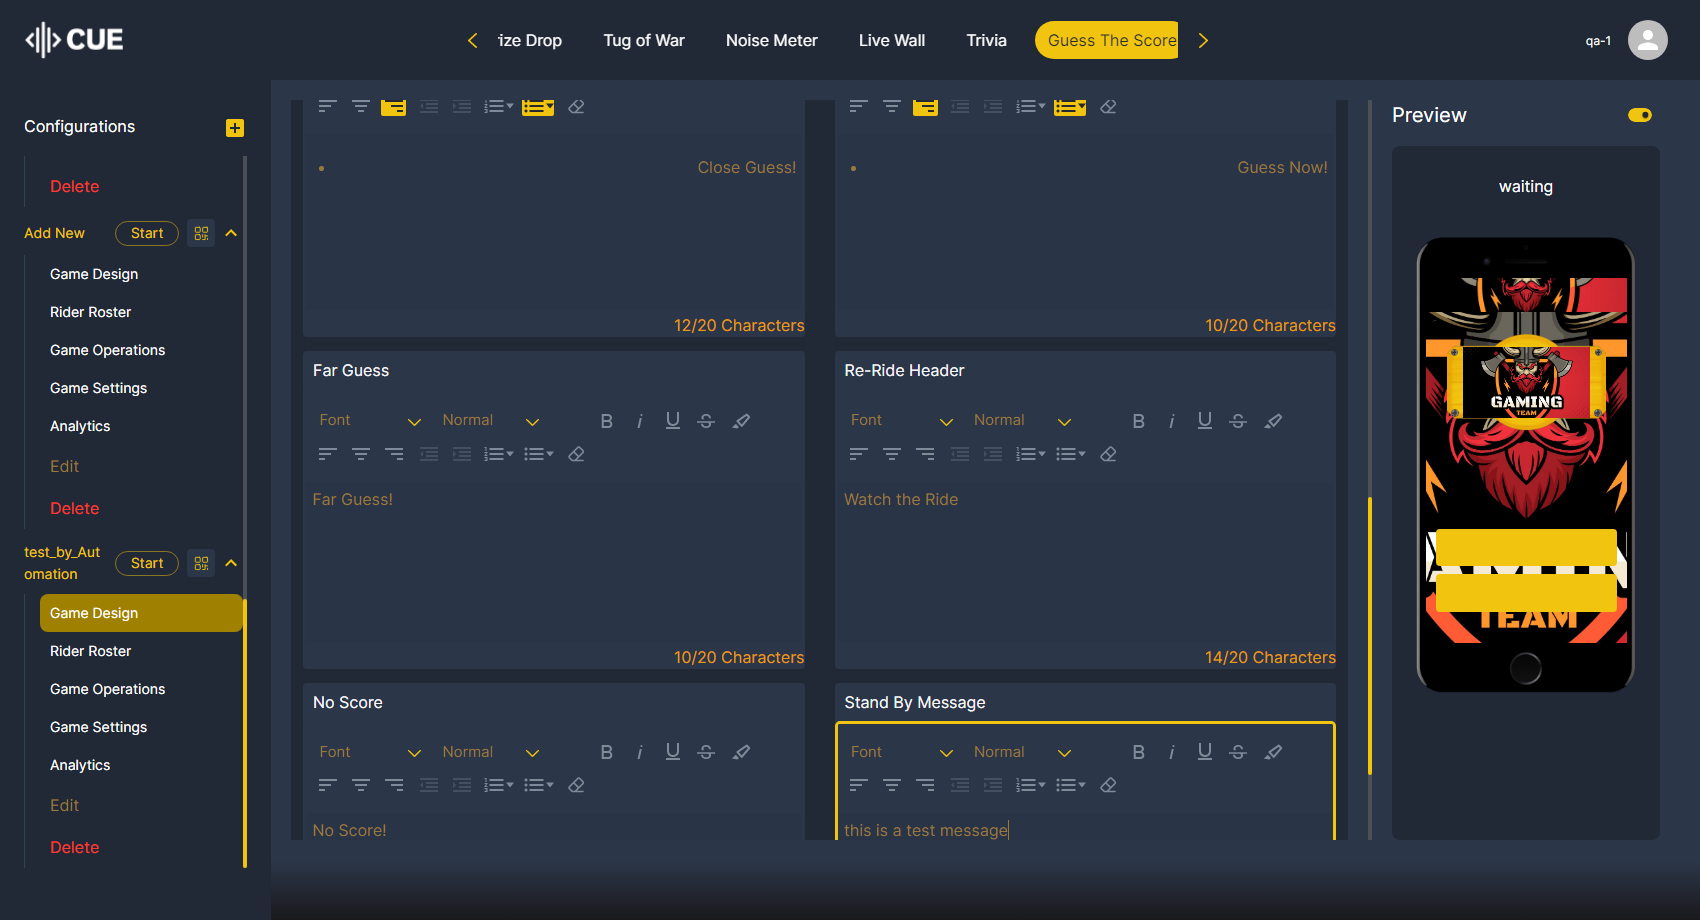 CUE
ize Drop
Tug of War
Noise Meter
Live Wall
Trivia
Guess The Score
qa-1
Configurations
Delete
Add New
Start
Game Design
Rider Roster
Game Operations
Game Settings
Analytics
Edit
Delete
test_by_Aut
omation
Start
Game Design
Rider Roster
Game Operations
Game Settings
Analytics
Edit
Delete
Close Guess!
12/20 Characters
Guess Now!
10/20 Characters
Far Guess
Font
Normal
Far Guess!
10/20 Characters
Re-Ride Header
Font
Normal
Watch the Ride
14/20 Characters
No Score
Font
Normal
No Score!
Stand By Message
Font
Normal
this is a test message
Preview
waiting
GAMING
TEAM
TEAM